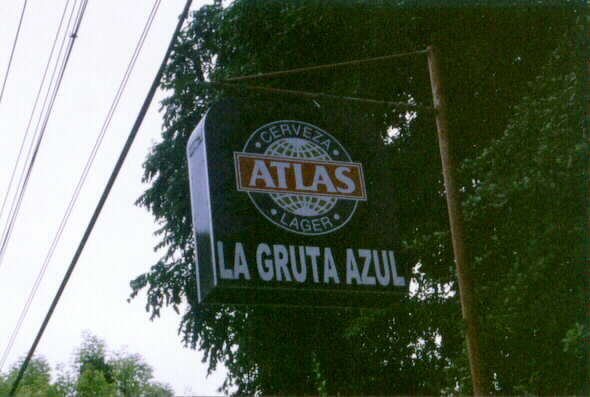 CERVEZA
ATLAS
LAGER
LA GRUTA AZUL